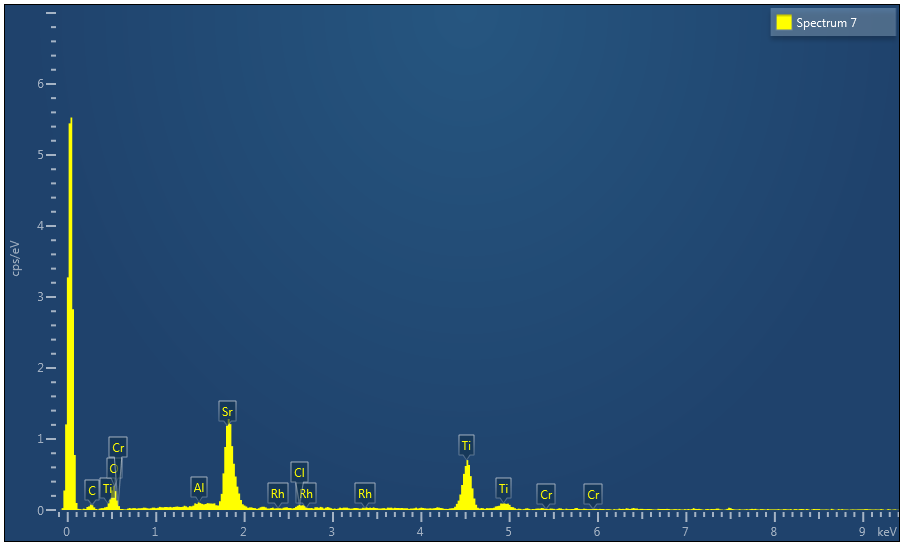 Spectrum 7
6
5
4
3
2
1
0
cps/eV
Sr
Cr
Ti
O
Cl
C
Ti
Al
Rh
Rh
Rh
Ti
Cr
Cr
0 1 2 3 4 5 6 7 8 9 keV